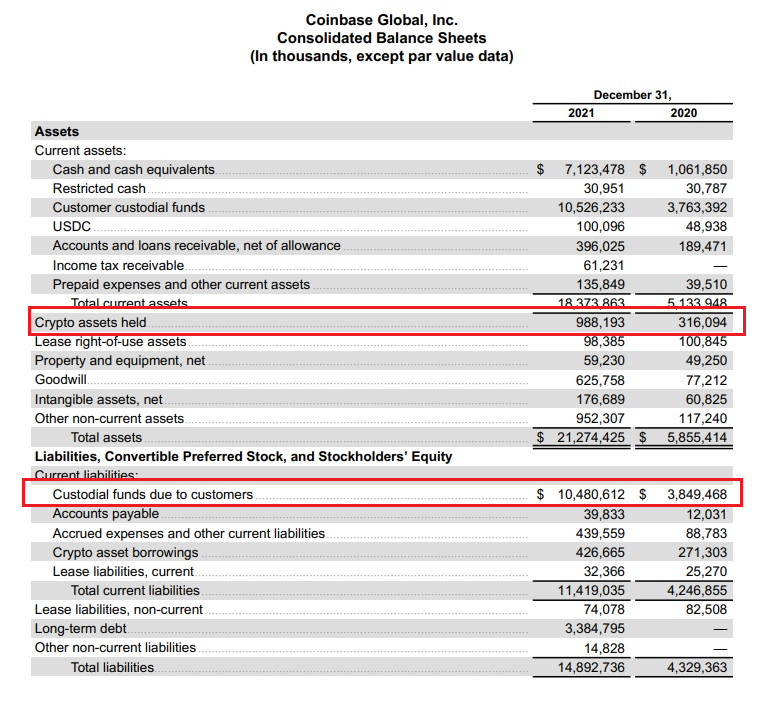 Coinbase Global, Inc.
Consolidated Balance Sheets
(In thousands, except par value data)
December 31,
2021 2020
Assets
Current assets:
Cash and cash equivalents $ 7,123,478 $ 1,061,850
Restricted cash 30,951 30,787
Customer custodial funds 10,526,233 3,763,392
USDC 100,096 48,938
Accounts and loans receivable, net of allowance 396,025 189,471
Income tax receivable 61,231 —
Prepaid expenses and other current assets 135,849 39,510
Total current assets 18,373,863 5,133,948
Crypto assets held 988,193 316,094
Lease right-of-use assets 98,385 100,845
Property and equipment, net 59,230 49,250
Goodwill 625,758 77,212
Intangible assets, net 176,689 60,825
Other non-current assets 952,307 117,240
Total assets $ 21,274,425 $ 5,855,414
Liabilities, Convertible Preferred Stock, and Stockholders’ Equity
Current liabilities:
Custodial funds due to customers $ 10,480,612 $ 3,849,468
Accounts payable 39,833 12,031
Accrued expenses and other current liabilities 439,559 88,783
Crypto asset borrowings 426,665 271,303
Lease liabilities, current 32,366 25,270
Total current liabilities 11,419,035 4,246,855
Lease liabilities, non-current 74,078 82,508
Long-term debt 3,384,795 —
Other non-current liabilities 14,828 —
Total liabilities 14,892,736 4,329,363